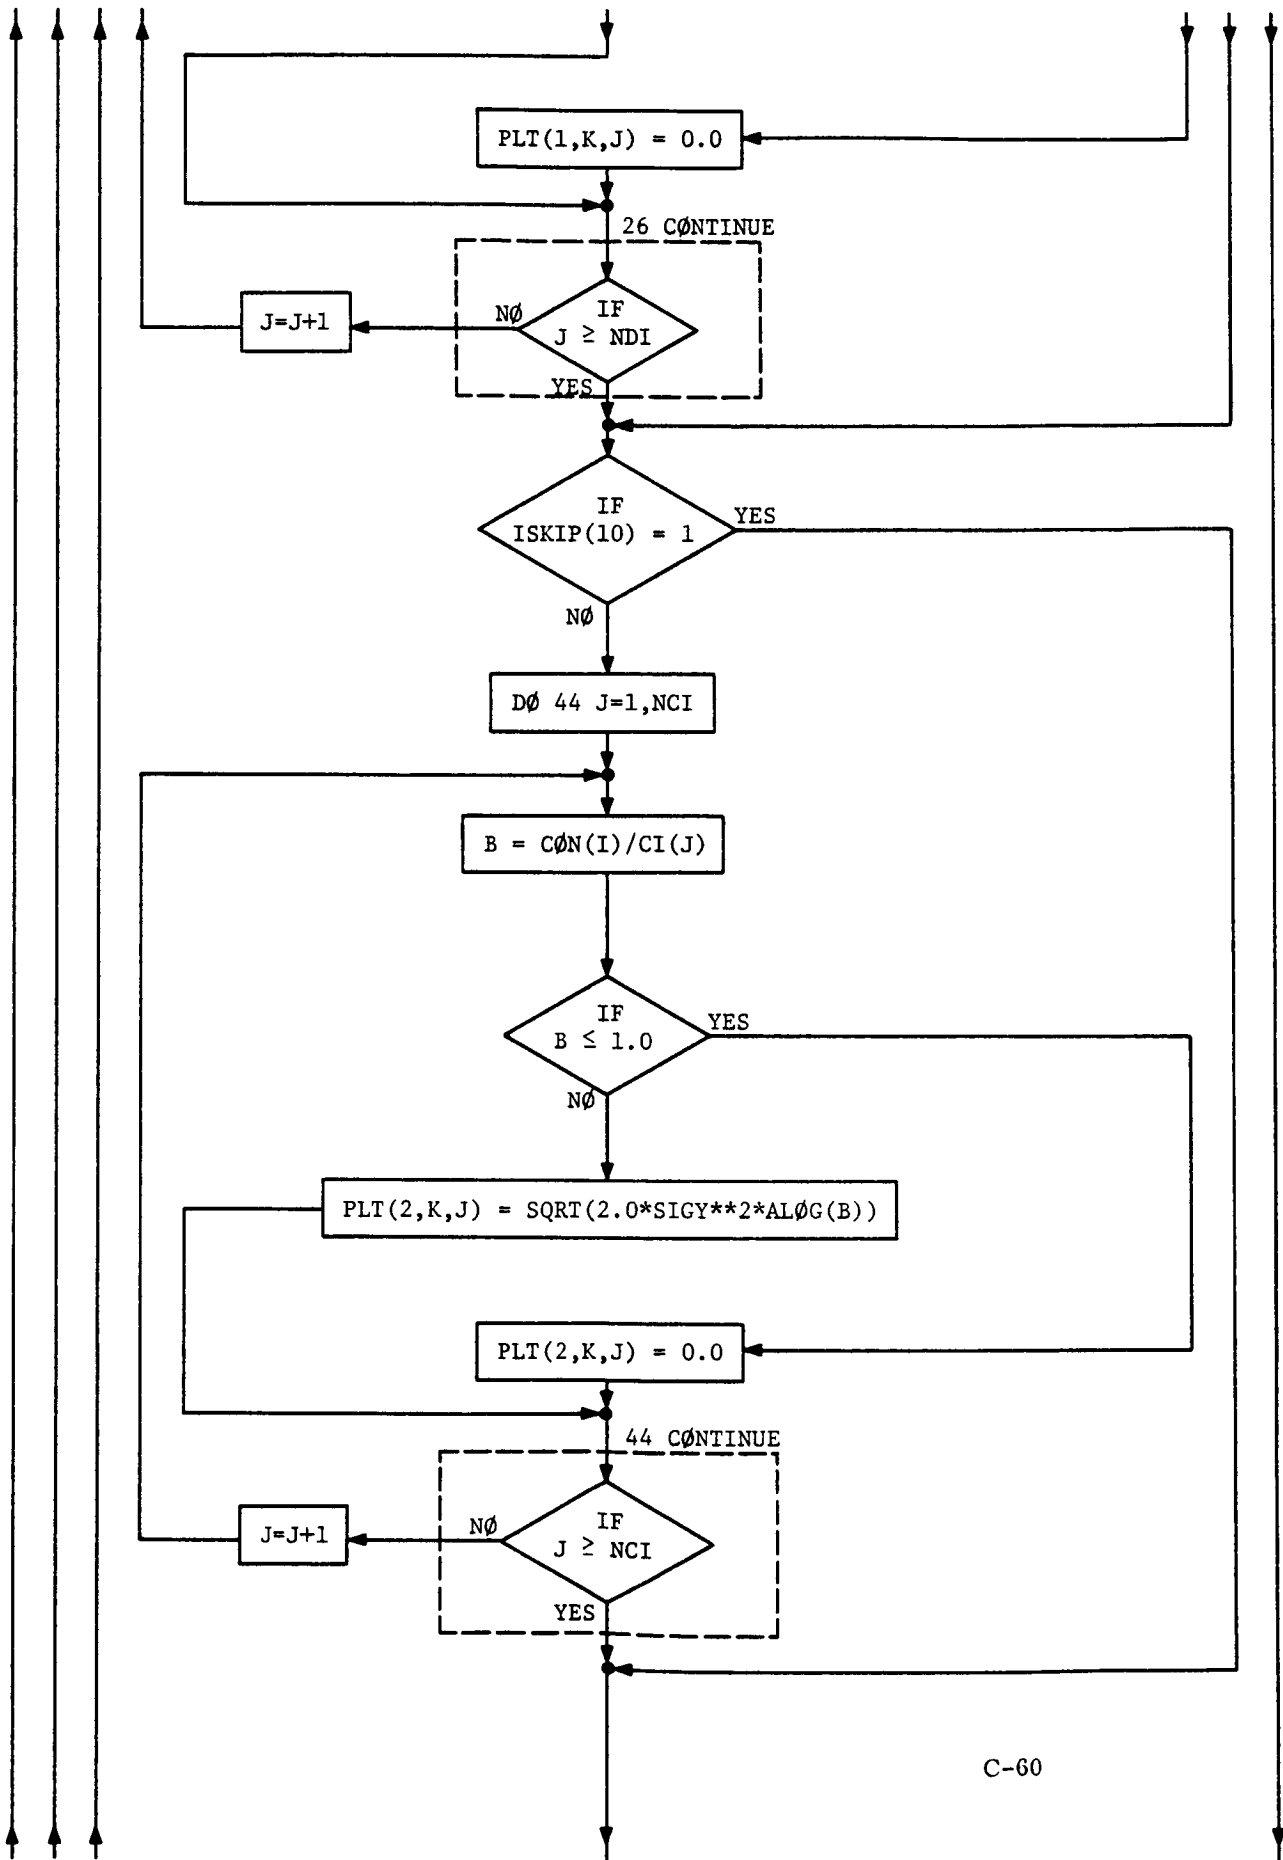 PLT(1,K,J) = 0.0
26 CØNTINUE
IF
J ≥ NDI
NØ
J=J+1
YES
IF
ISKIP(10) = 1
YES
NØ
DØ 44 J=1,NCI
B = CØN(I)/CI(J)
IF
B ≤ 1.0
YES
NØ
PLT(2,K,J) = SQRT(2.0*SIGY**2*ALØG(B))
PLT(2,K,J) = 0.0
44 CØNTINUE
IF
J ≥ NCI
NØ
J=J+1
YES
C-60